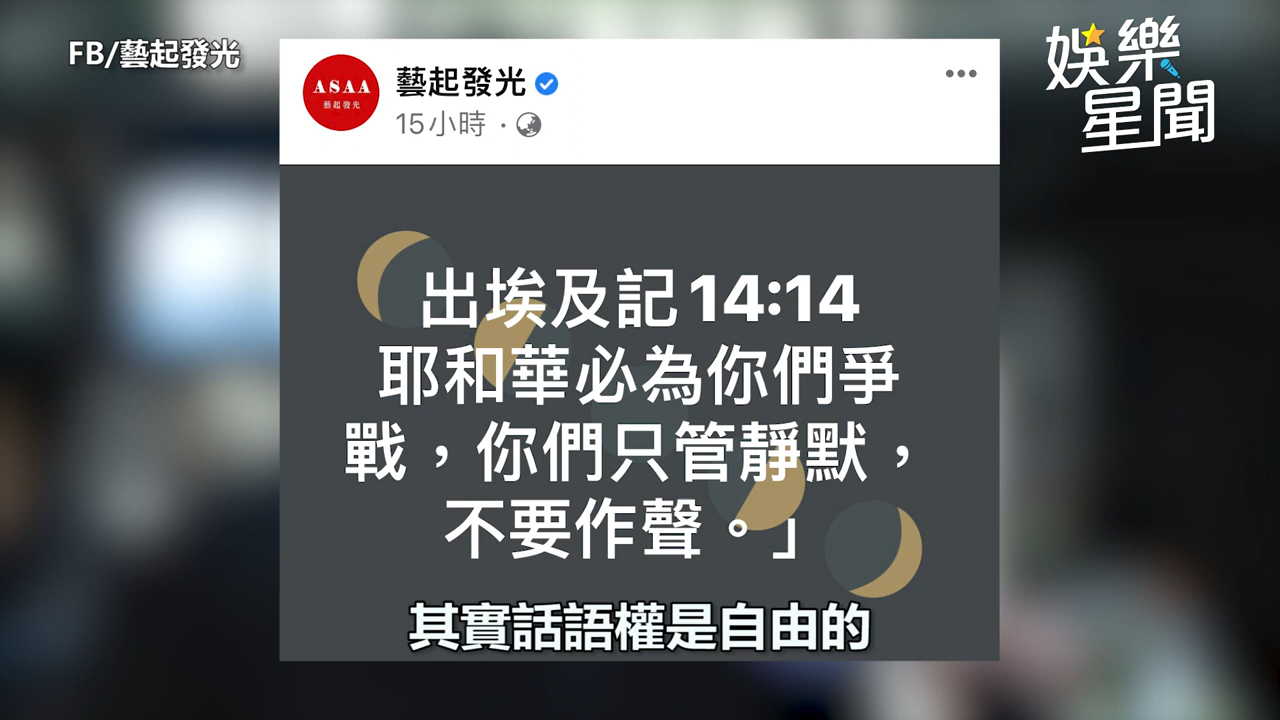 FB/藝起發光
娛樂
星聞
ASAA
藝起發光
藝起發光
15小時 ·
出埃及記14:14
耶和華必為你們爭
戰，你們只管靜默，
不要作聲。」
其實話語權是自由的